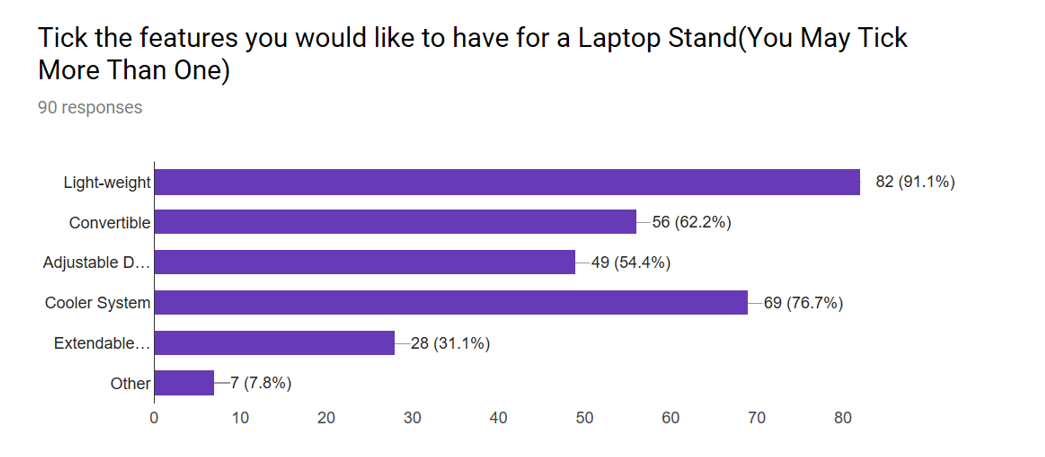 Tick the features you would like to have for a Laptop Stand(You May Tick
More Than One)
90 responses
Light-weight 82 (91.1%)
Convertible 56 (62.2%)
Adjustable D… 49 (54.4%)
Cooler System 69 (76.7%)
Extendable… 28 (31.1%)
Other 7 (7.8%)
0 10 20 30 40 50 60 70 80